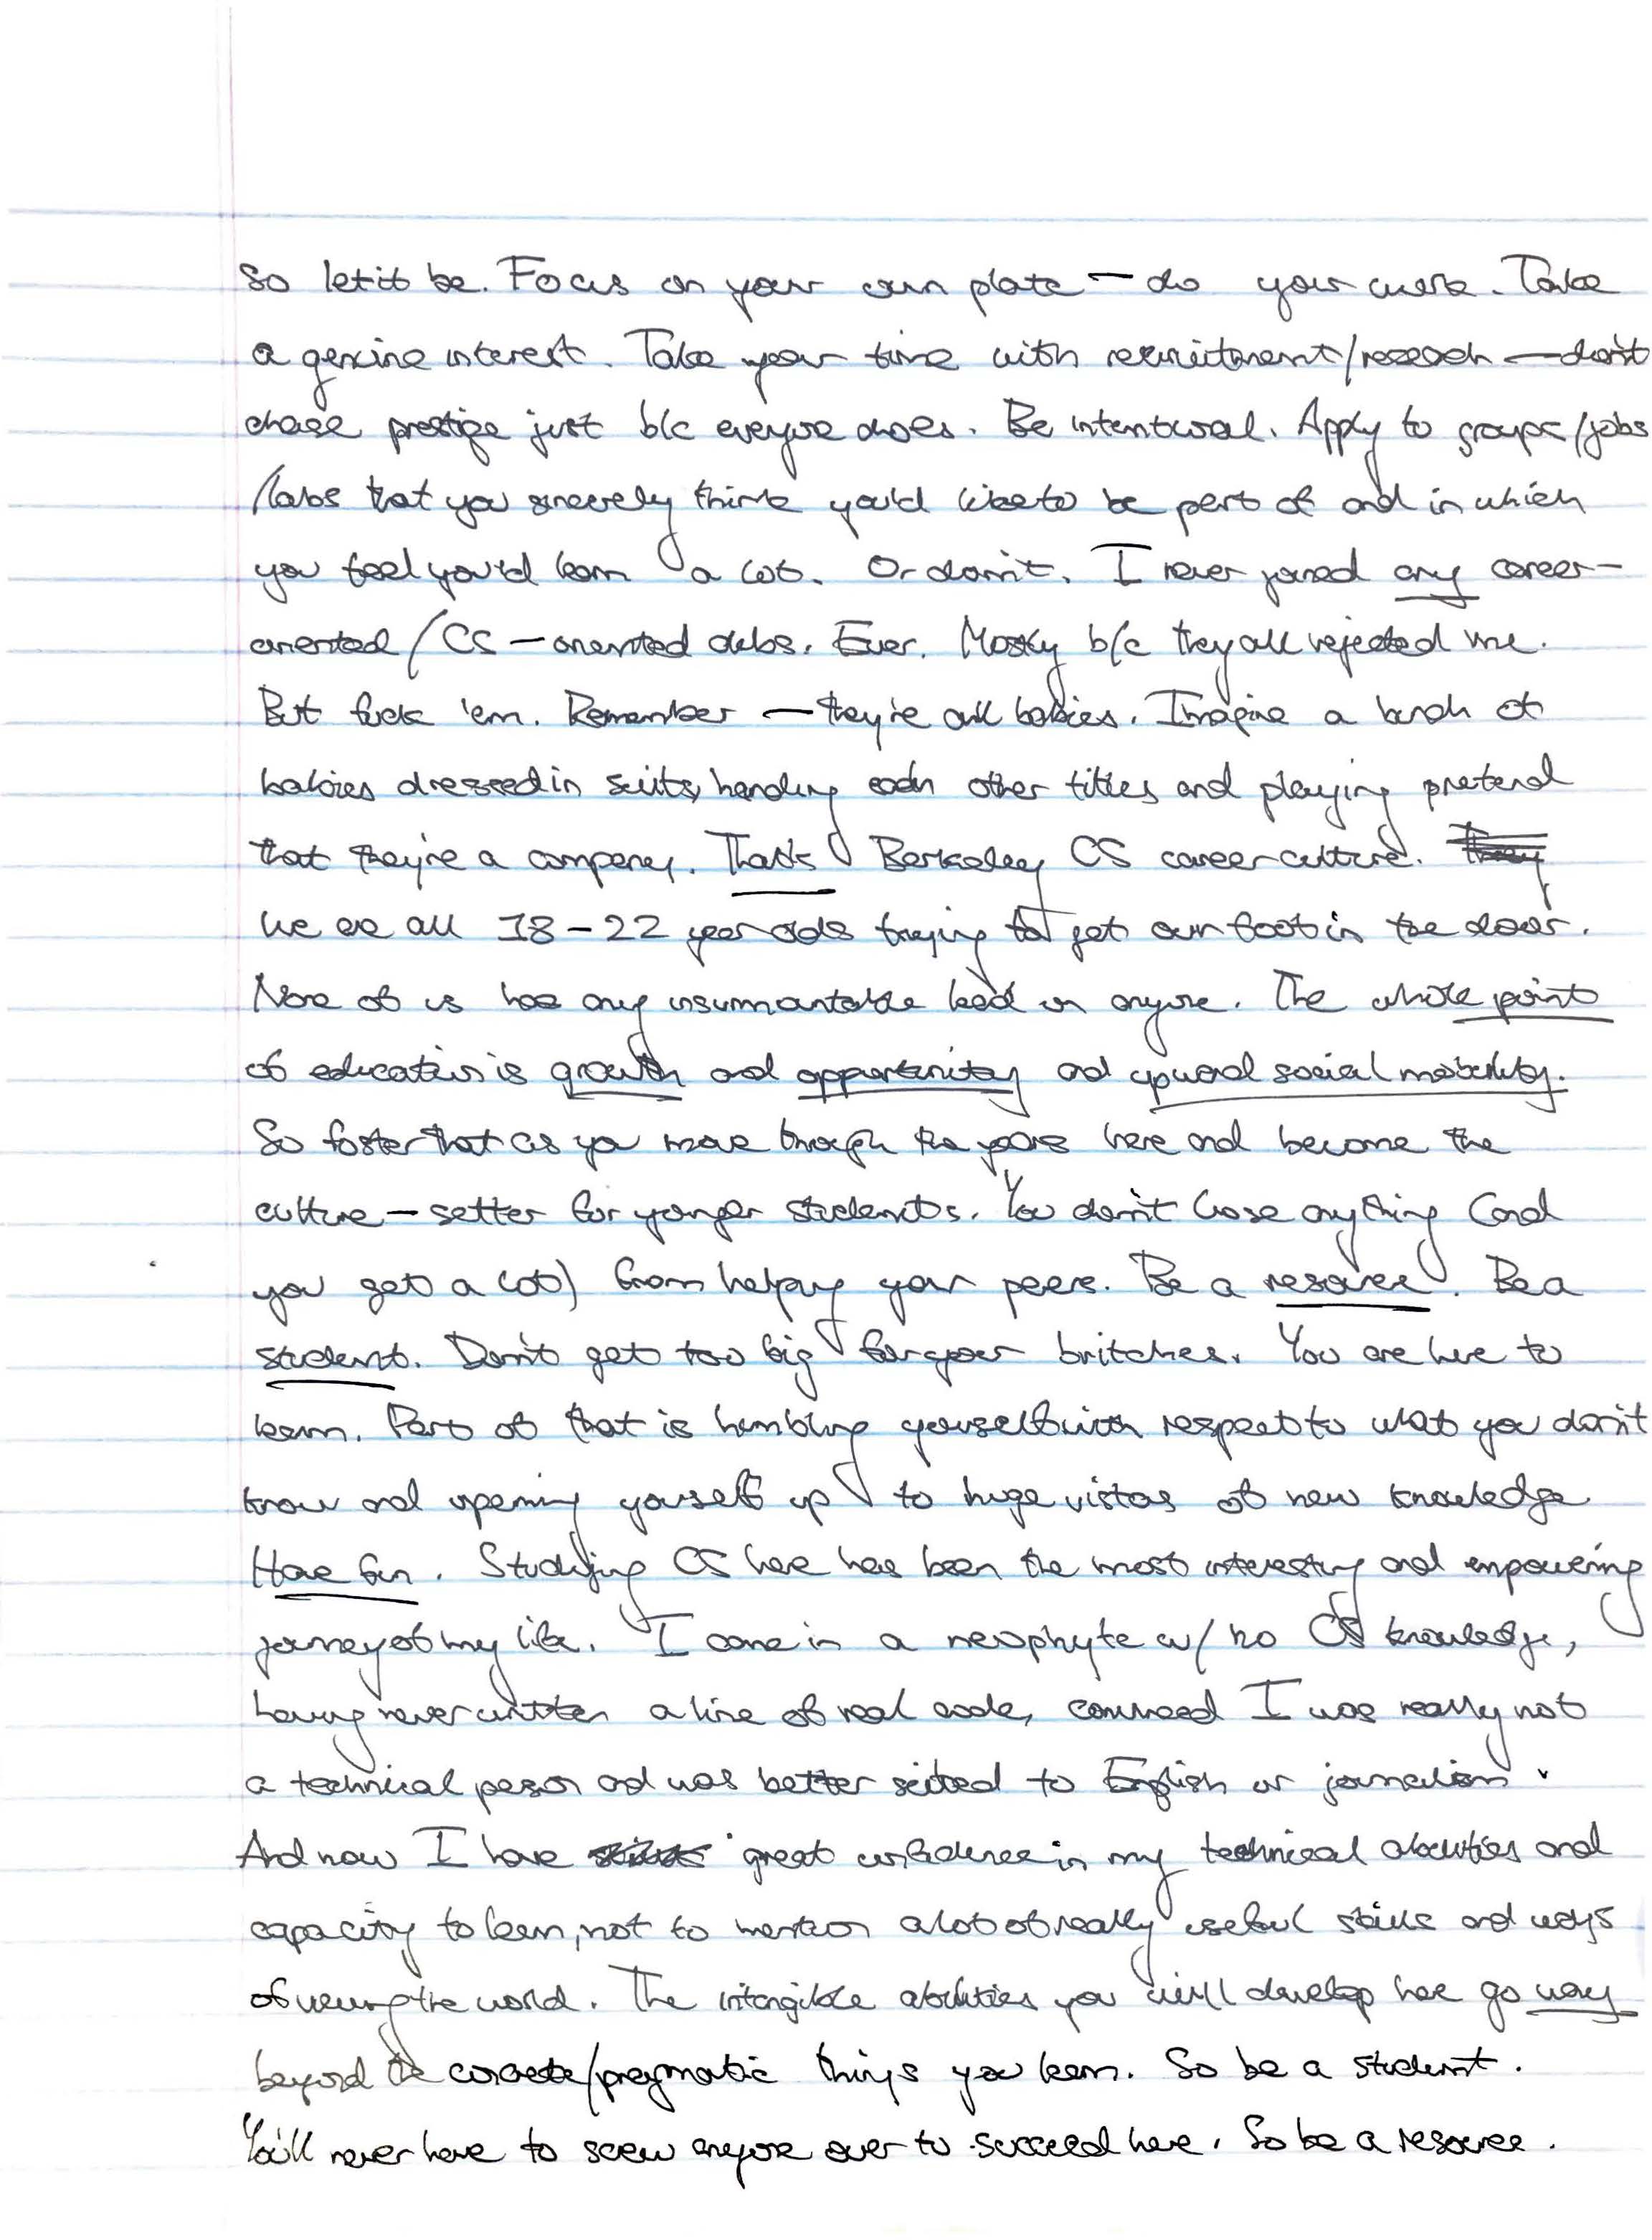 So let it be. Focus on your own plate — do your work. Take
a genuine interest. Take your time with recruitment/research — don't
chase prestige just b/c everyone does. Be intentional. Apply to groups/jobs
/labs that you sincerely think you'd like to be part of and in which
you feel you'd learn a lot. Or don't. I never joined any career-
oriented/CS-oriented clubs. Ever. Mostly b/c they all rejected me.
But fuck 'em. Remember — they're all babies. Imagine a bunch of
babies dressed in suits, handing each other titles and playing pretend
that they're a company. That's Berkeley CS career culture. They
We are all 18-22 year olds trying to get our foot in the door.
None of us has any insurmountable lead on anyone. The whole point
of education is growth and opportunity and upward social mobility.
So foster that as you move through the years here and become the
culture-setter for younger students. You don't lose anything (and
you get a lot) from helping your peers. Be a resource. Be a
student. Don't get too big for your britches. You are here to
learn. Part of that is humbling yourself with respect to what you don't
know and opening yourself up to huge vistas of new knowledge.
Have fun. Studying CS here has been the most interesting and empowering
journey of my life. I came in a neophyte w/ no CS knowledge,
having never written a line of real code, convinced I was really not
a technical person and was better suited to English or journalism.
And now I have great confidence in my technical abilities and
capacity to learn, not to mention a lot of really useful skills and ways
of viewing the world. The intangible abilities you will develop here go way
beyond the concrete/pragmatic things you learn. So be a student.
You'll never have to screw anyone over to succeed here. So be a resource.